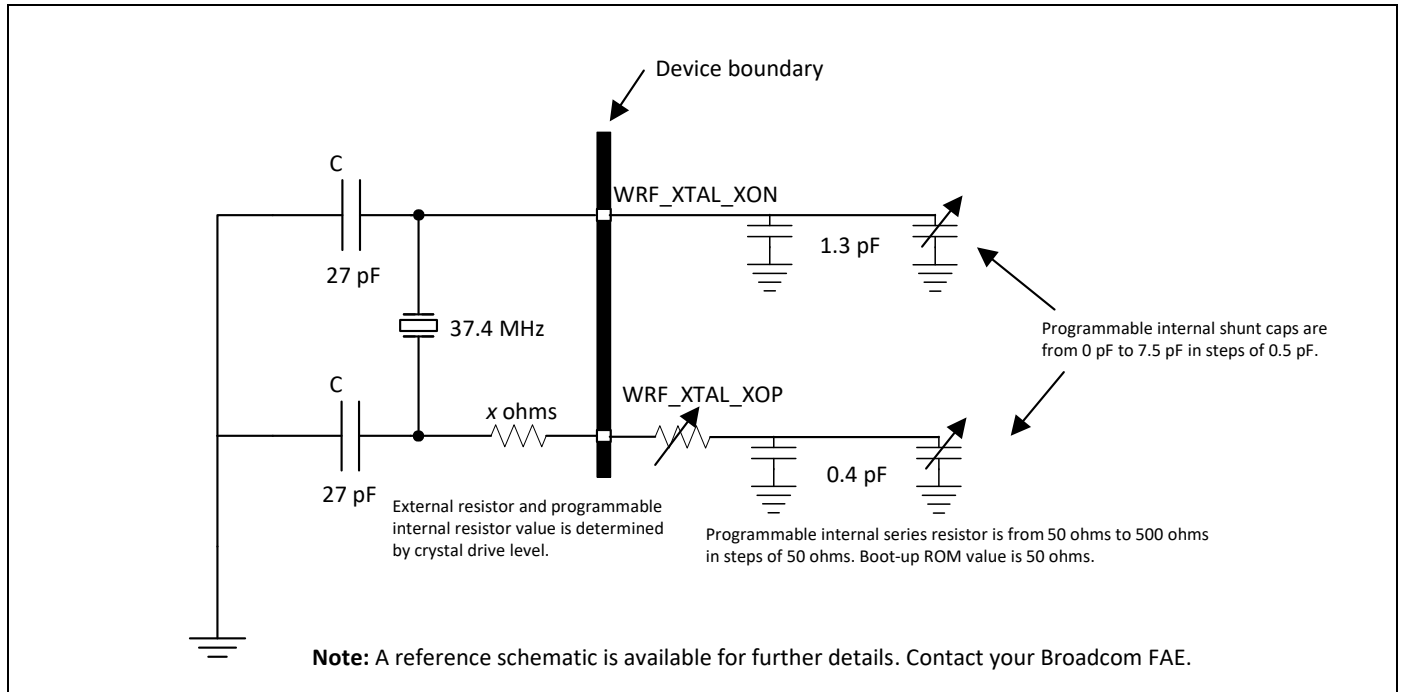 Device boundary
C
WRF_XTAL_XON
1.3 pF
27 pF
37.4 MHz
Programmable internal shunt caps are
from 0 pF to 7.5 pF in steps of 0.5 pF.
C
x ohms
WRF_XTAL_XOP
0.4 pF
27 pF
External resistor and programmable
internal resistor value is determined
by crystal drive level.
Programmable internal series resistor is from 50 ohms to 500 ohms
in steps of 50 ohms. Boot-up ROM value is 50 ohms.
Note: A reference schematic is available for further details. Contact your Broadcom FAE.